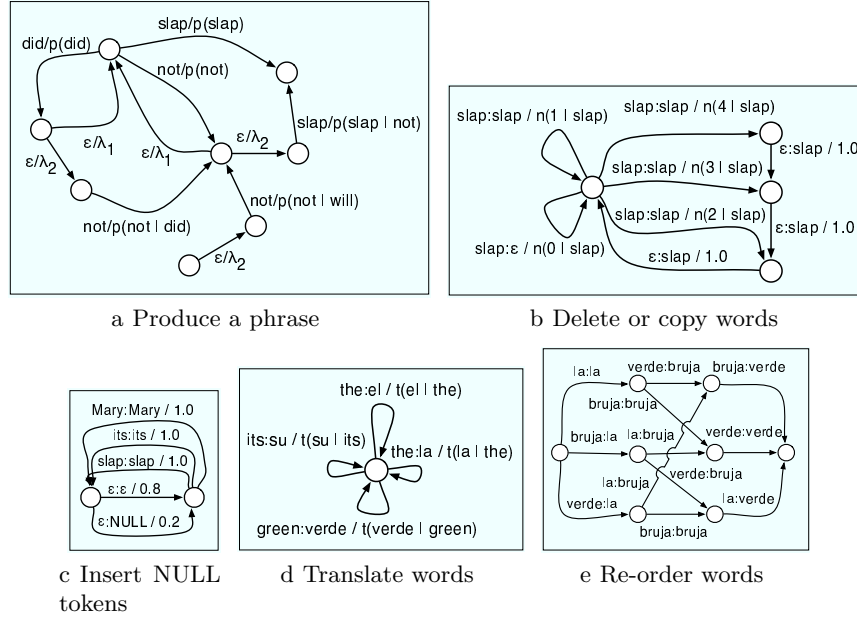 slap/p(slap)
did/p(did)
not/p(not)
ε/λ1
ε/λ1
ε/λ2
slap/p(slap | not)
ε/λ2
not/p(not | will)
not/p(not | did)
ε/λ2
a Produce a phrase
slap:slap / n(1 | slap)
slap:slap / n(4 | slap)
ε:slap / 1.0
slap:slap / n(3 | slap)
slap:slap / n(2 | slap)
ε:slap / 1.0
slap:ε / n(0 | slap)
ε:slap / 1.0
b Delete or copy words
Mary:Mary / 1.0
its:its / 1.0
slap:slap / 1.0
ε:ε / 0.8
ε:NULL / 0.2
c Insert NULL
tokens
the:el / t(el | the)
its:su / t(su | its)
the:la / t(la | the)
green:verde / t(verde | green)
d Translate words
la:la
verde:bruja
bruja:verde
bruja:bruja
bruja:la
la:bruja
verde:verde
verde:bruja
la:bruja
verde:la
la:verde
bruja:bruja
e Re-order words